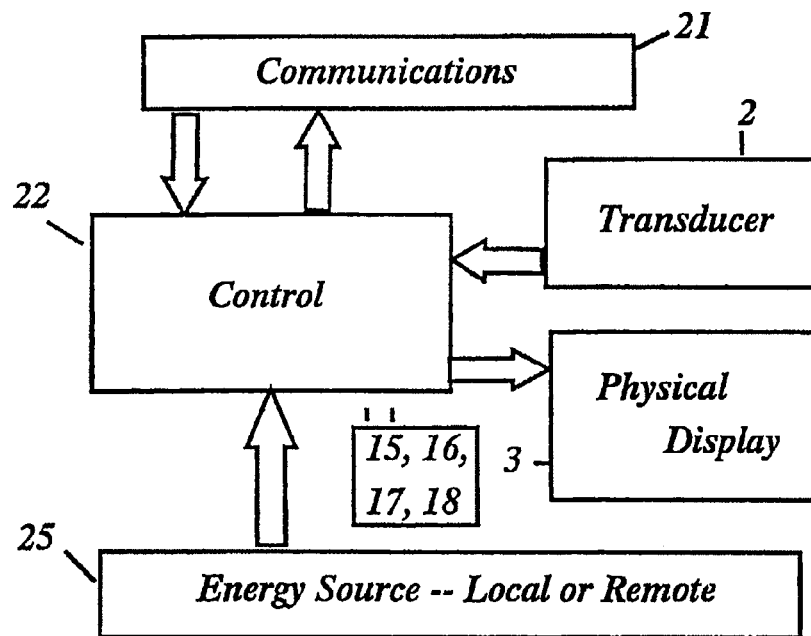 21
Communications
2
22
Transducer
Control
Physical
Display
15, 16,
3
17, 18
25
Energy Source -- Local or Remote